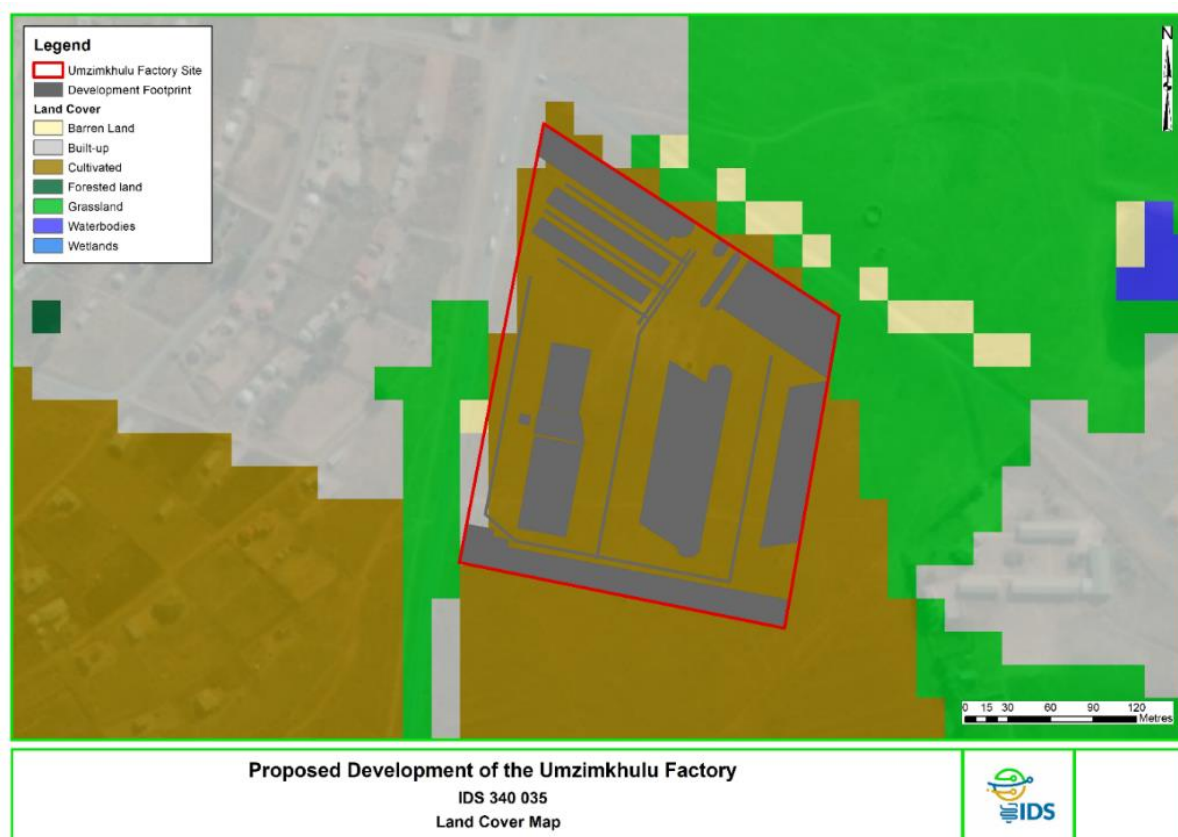 Legend
Umzimkhulu Factory Site
Development Footprint
Land Cover
Barren Land
Built-up
Cultivated
Forested land
Grassland
Waterbodies
Wetlands
N
0 15 30 60 90 120
Metres
Proposed Development of the Umzimkhulu Factory
IDS 340 035
Land Cover Map
IDS